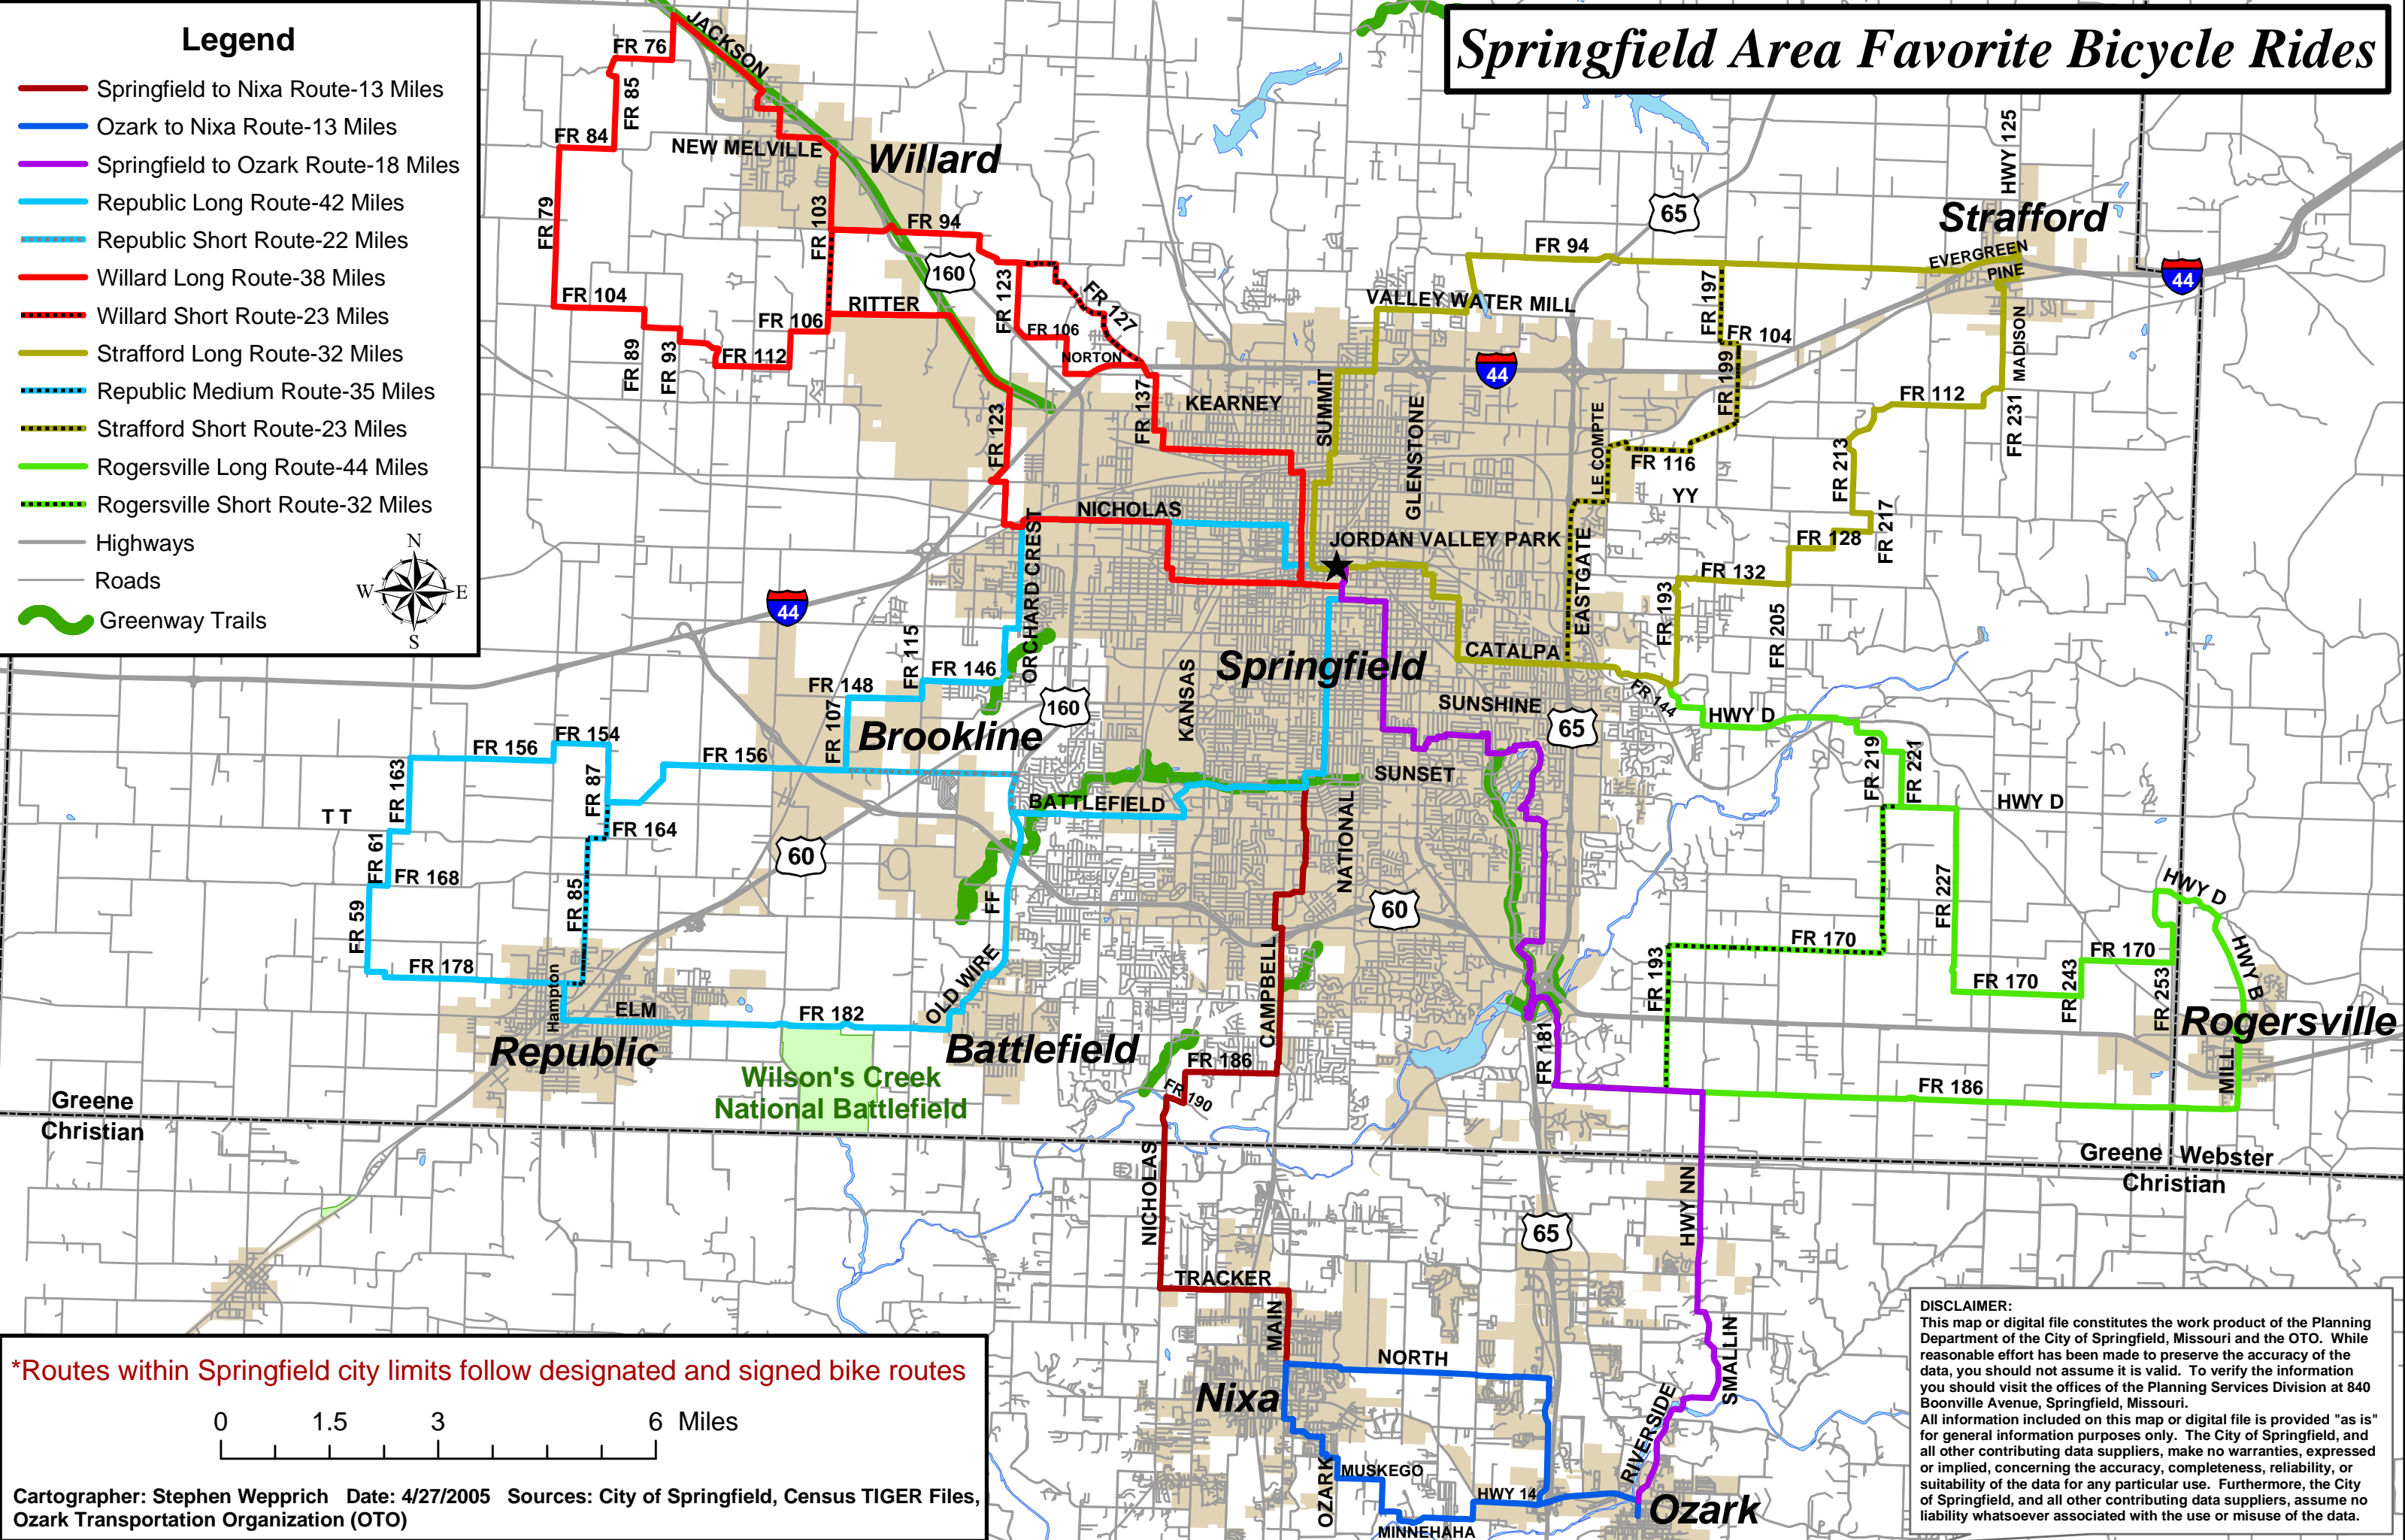 Springfield Area Favorite Bicycle Rides
Legend
Springfield to Nixa Route-13 Miles
Ozark to Nixa Route-13 Miles
Springfield to Ozark Route-18 Miles
Republic Long Route-42 Miles
Republic Short Route-22 Miles
Willard Long Route-38 Miles
Willard Short Route-23 Miles
Strafford Long Route-32 Miles
Republic Medium Route-35 Miles
Strafford Short Route-23 Miles
Rogersville Long Route-44 Miles
Rogersville Short Route-32 Miles
Highways
Roads
Greenway Trails
N
W
E
S
JACKSON
FR 76
FR 85
FR 84
NEW MELVILLE
Willard
FR 79
FR 103
FR 94
160
FR 123
FR 127
RITTER
FR 104
FR 106
FR 106
NORTON
FR 89
FR 93
FR 112
FR 123
FR 137
KEARNEY
NICHOLAS
ORCHARD CREST
HWY 125
65
Strafford
FR 94
EVERGREEN
PINE
44
VALLEY WATER MILL
FR 197
FR 104
FR 199
MADISON
44
SUMMIT
GLENSTONE
LE COMPTE
FR 112
FR 231
FR 213
FR 116
YY
FR 217
JORDAN VALLEY PARK
EASTGATE
FR 128
FR 132
FR 193
FR 205
CATALPA
Springfield
FR 144
44
FR 115
FR 146
FR 148
FR 107
160
KANSAS
SUNSHINE
65
HWY D
Brookline
FR 154
FR 156
FR 156
FR 163
FR 87
SUNSET
FR 219
FR 221
HWY D
T T
BATTLEFIELD
FR 164
FR 61
60
NATIONAL
FR 168
FR 85
FR 59
FF
60
HWY D
FR 227
FR 178
Hampton
OLD WIRE
CAMPBELL
FR 193
FR 170
FR 170
FR 170
FR 243
FR 253
HWY B
ELM
FR 182
Rogersville
Republic
Battlefield
FR 181
FR 186
FR 190
MILL
FR 186
Wilson's Creek
National Battlefield
Greene
Christian
Greene Webster
Christian
NICHOLAS
HWY NN
65
TRACKER
MAIN
NORTH
SMALLIN
Nixa
RIVERSIDE
OZARK
MUSKEGO
HWY 14
MINNEHAHA
Ozark
*Routes within Springfield city limits follow designated and signed bike routes
0 1.5 3 6 Miles
Cartographer: Stephen Wepprich Date: 4/27/2005 Sources: City of Springfield, Census TIGER Files,
Ozark Transportation Organization (OTO)
DISCLAIMER:
This map or digital file constitutes the work product of the Planning
Department of the City of Springfield, Missouri and the OTO. While
reasonable effort has been made to preserve the accuracy of the
data, you should not assume it is valid. To verify the information
you should visit the offices of the Planning Services Division at 840
Boonville Avenue, Springfield, Missouri.
All information included on this map or digital file is provided "as is"
for general information purposes only. The City of Springfield, and
all other contributing data suppliers, make no warranties, expressed
or implied, concerning the accuracy, completeness, reliability, or
suitability of the data for any particular use. Furthermore, the City
of Springfield, and all other contributing data suppliers, assume no
liability whatsoever associated with the use or misuse of the data.